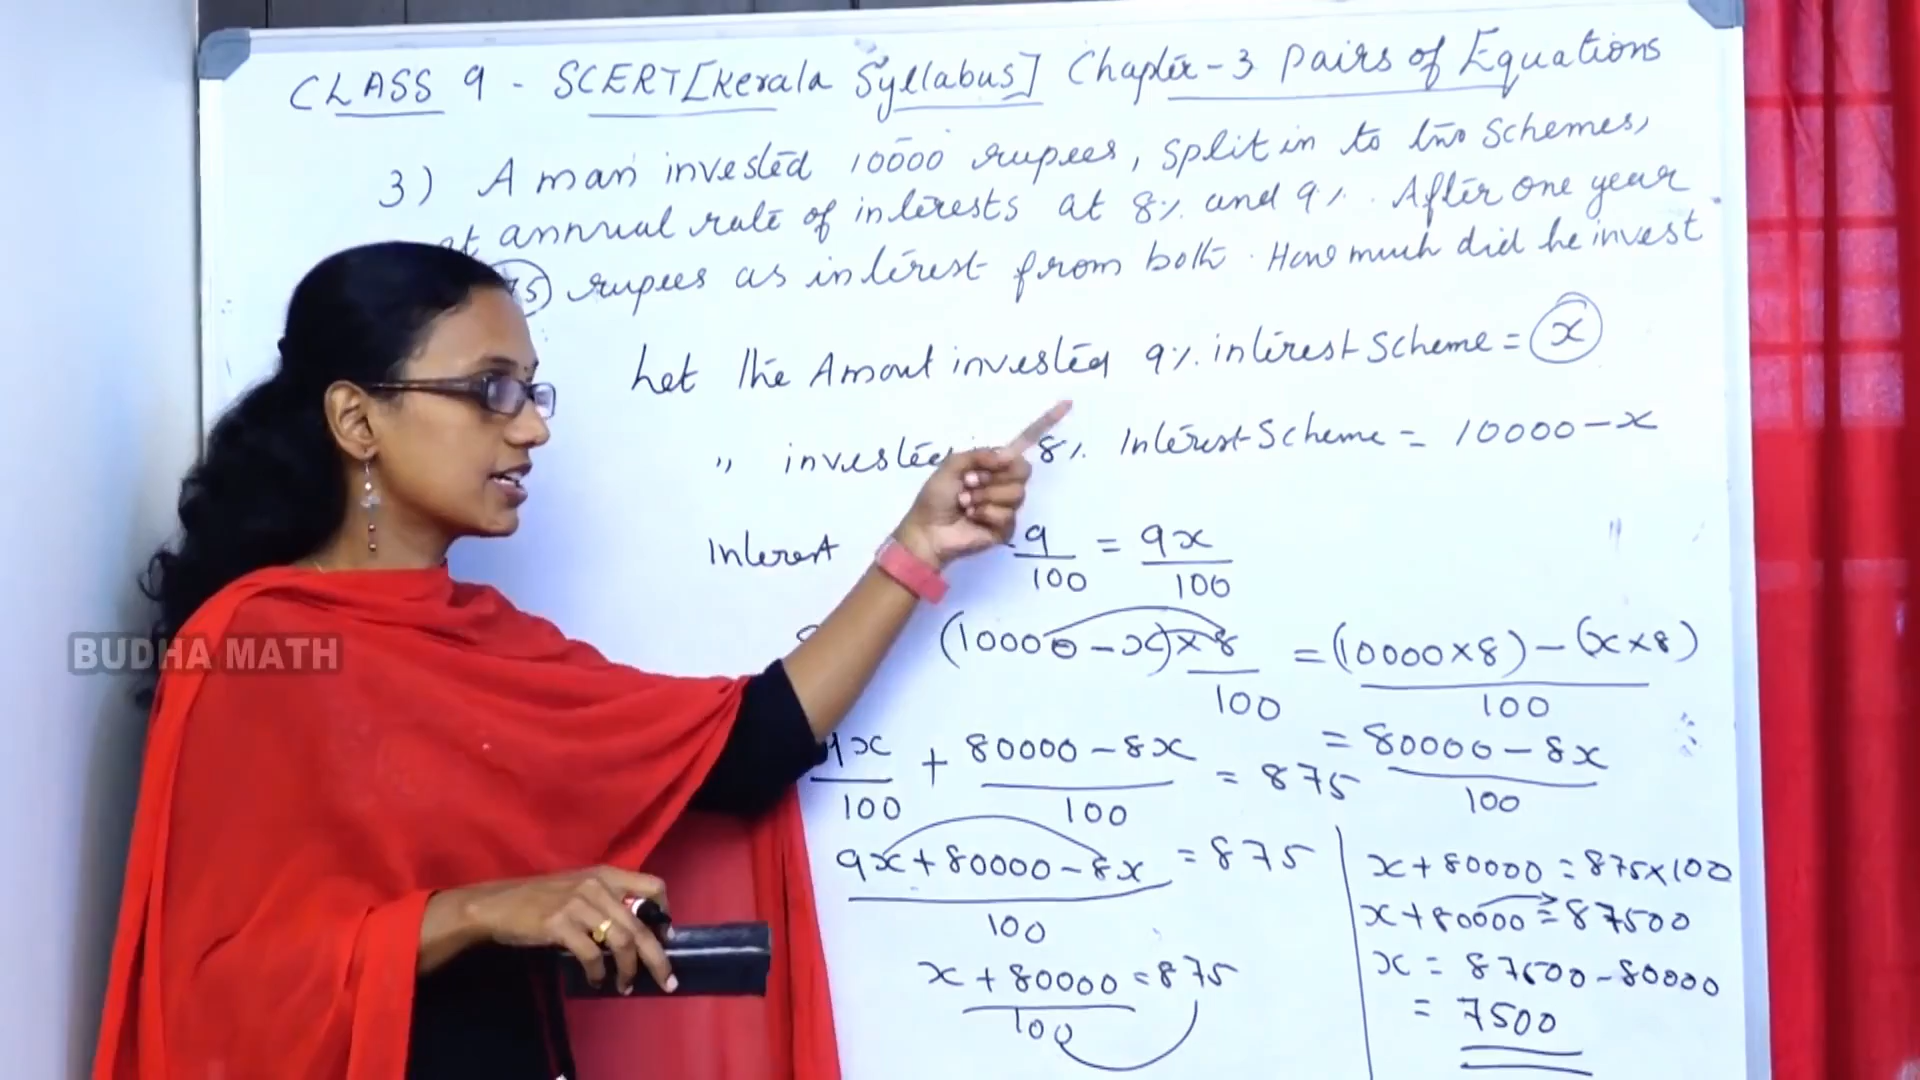 CLASS 9 - SCERT [Kerala Syllabus] Chapter - 3 Pairs of Equations
3) A man invested 10000 rupees, split in to two schemes,
at annual rate of interests at 8% and 9%. After one year
75 rupees as interest from both. How much did he invest
Let the Amout invested 9% interest Scheme = x
" invested 8% Interest Scheme = 10000 - x
Interest 9/100 = 9x/100
(10000 - x) x 8/100 = (10000 x 8) - (x x 8)/100
= 80000 - 8x/100
9x/100 + 80000 - 8x/100 = 875
9x + 80000 - 8x/100 = 875
x + 80000/100 = 875
x + 80000 = 875 x 100
x + 80000 = 87500
x = 87500 - 80000
= 7500
BUDHA MATH